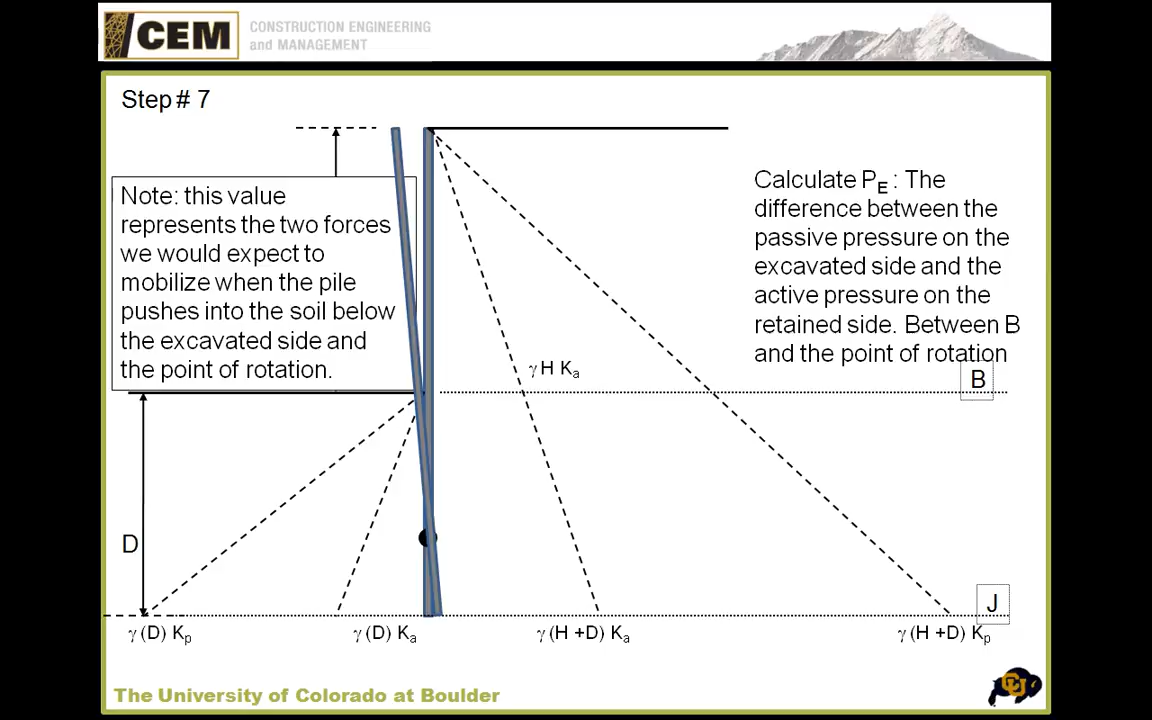 CEM
CONSTRUCTION ENGINEERING
and MANAGEMENT
Step # 7
Note: this value
represents the two forces
we would expect to
mobilize when the pile
pushes into the soil below
the excavated side and
the point of rotation.
Calculate PE : The
difference between the
passive pressure on the
excavated side and the
active pressure on the
retained side. Between B
and the point of rotation
γ H Ka
B
D
J
γ (D) Kp
γ (D) Ka
γ (H +D) Ka
γ (H +D) Kp
The University of Colorado at Boulder
CU